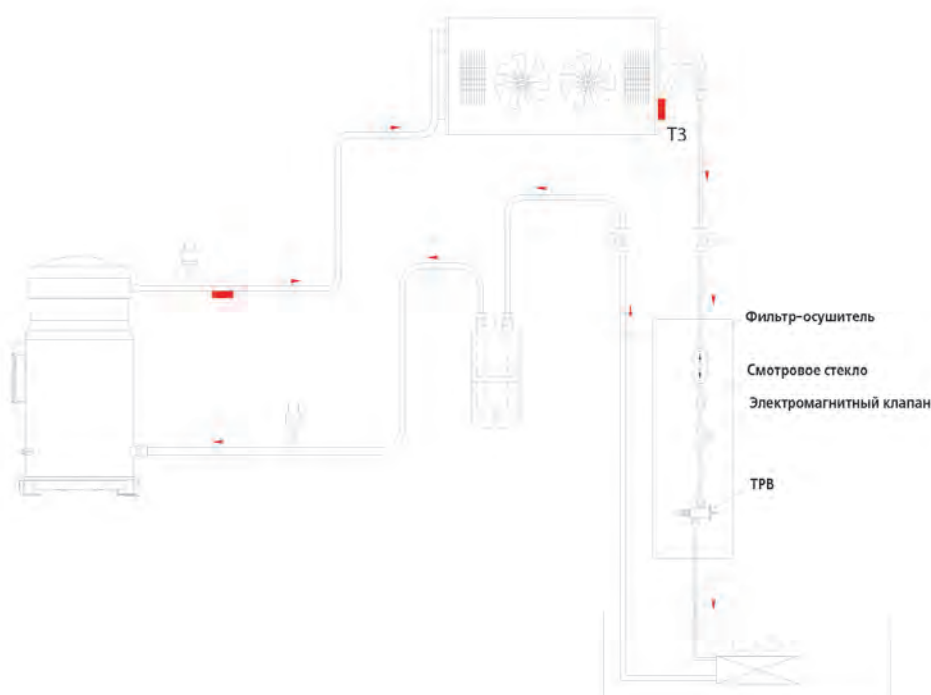 Т3
Фильтр-осушитель
Смотровое стекло
Электромагнитный клапан
ТРВ